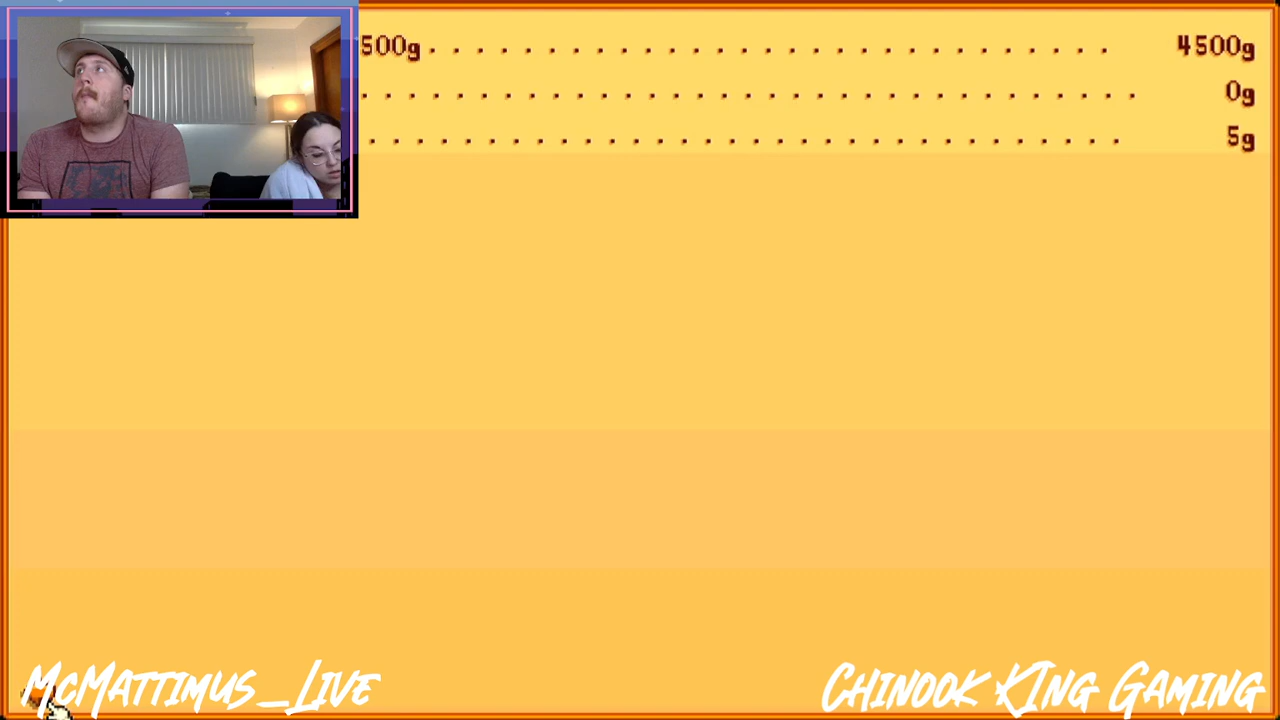 500g . . . . . . . . . . . . . . . . . . . . . . . . . . . . . 4500g
. . . . . . . . . . . . . . . . . . . . . . . . . . . . . . . . . 0g
. . . . . . . . . . . . . . . . . . . . . . . . . . . . . . . . 5g
McMattimus_Live
Chinook King Gaming